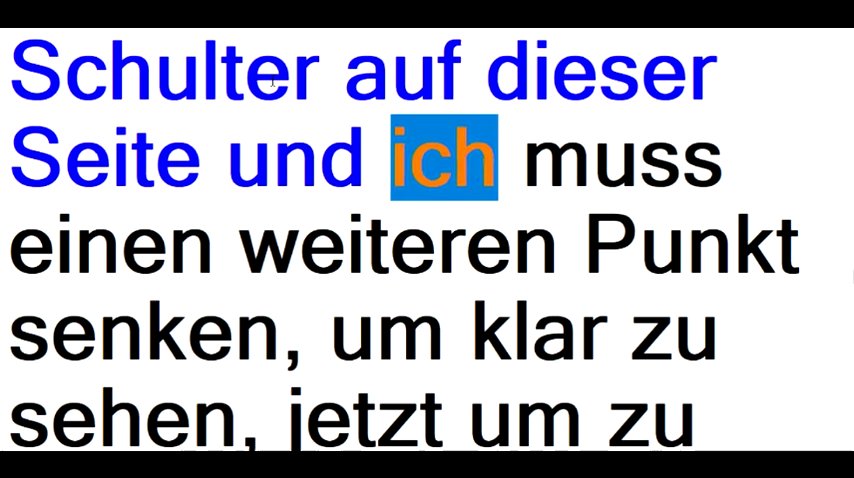 Schulter auf dieser
Seite und ich muss
einen weiteren Punkt
senken, um klar zu
sehen, jetzt um zu